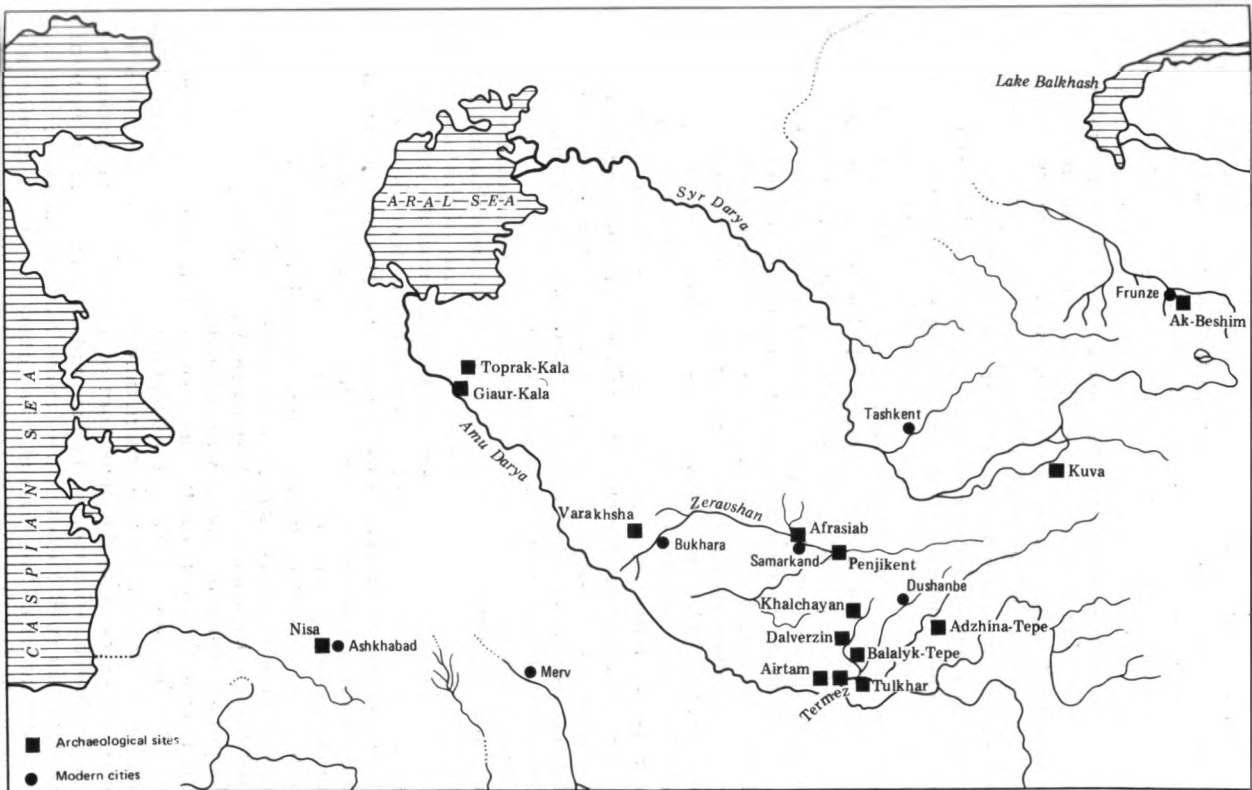 Lake Balkhash
A-R-A-L-S-E-A
Syr Darya
Frunze
Ak-Beshim
Toprak-Kala
Giaur-Kala
CASPIAN SEA
Tashkent
Amu Darya
Kuva
Varakhsha
Zeravshan
Afrasiab
Bukhara
Samarkand
Penjikent
Dushanbe
Khalchayan
Adzhina-Tepe
Nisa
Ashkhabad
Dalverzin
Balalyk-Tepe
Merv
Airtam
Tulkhar
Termez
Archaeological sites
Modern cities